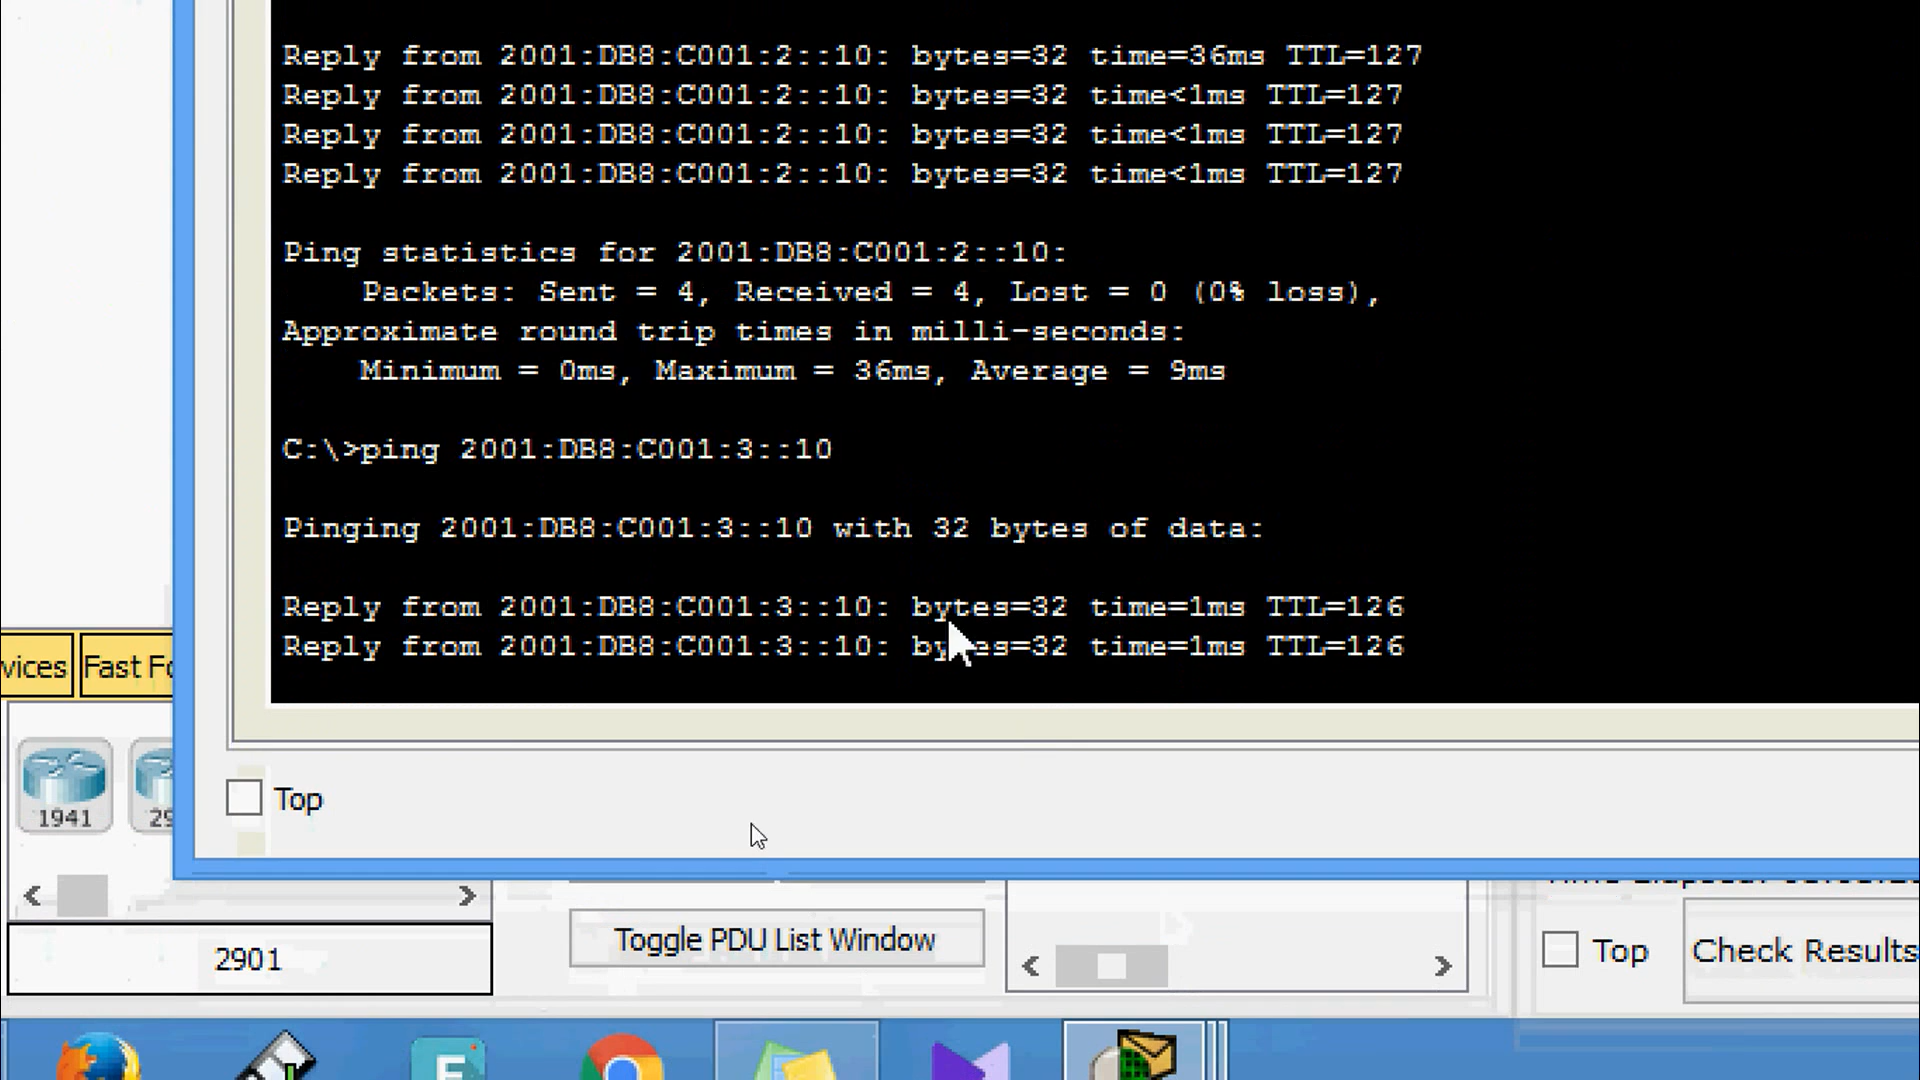 Reply from 2001:DB8:C001:2::10: bytes=32 time=36ms TTL=127
Reply from 2001:DB8:C001:2::10: bytes=32 time<1ms TTL=127
Reply from 2001:DB8:C001:2::10: bytes=32 time<1ms TTL=127
Reply from 2001:DB8:C001:2::10: bytes=32 time<1ms TTL=127
Ping statistics for 2001:DB8:C001:2::10:
Packets: Sent = 4, Received = 4, Lost = 0 (0% loss),
Approximate round trip times in milli-seconds:
Minimum = 0ms, Maximum = 36ms, Average = 9ms
C:\>ping 2001:DB8:C001:3::10
Pinging 2001:DB8:C001:3::10 with 32 bytes of data:
Reply from 2001:DB8:C001:3::10: bytes=32 time=1ms TTL=126
Reply from 2001:DB8:C001:3::10: bytes=32 time=1ms TTL=126
vices Fast Fo
1941 29
Top
Toggle PDU List Window
2901
Top Check Results